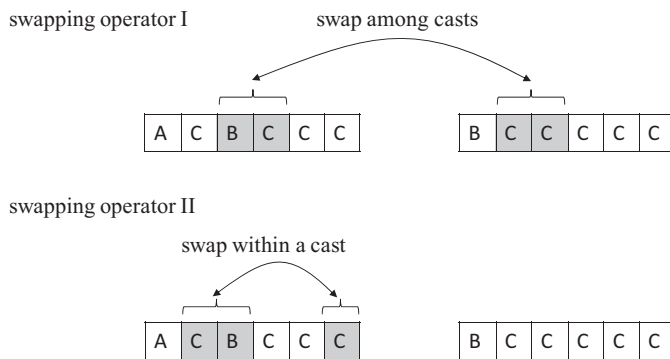 swapping operator I
swap among casts
A C B C C C
B C C C C C
swapping operator II
swap within a cast
A C B C C C
B C C C C C